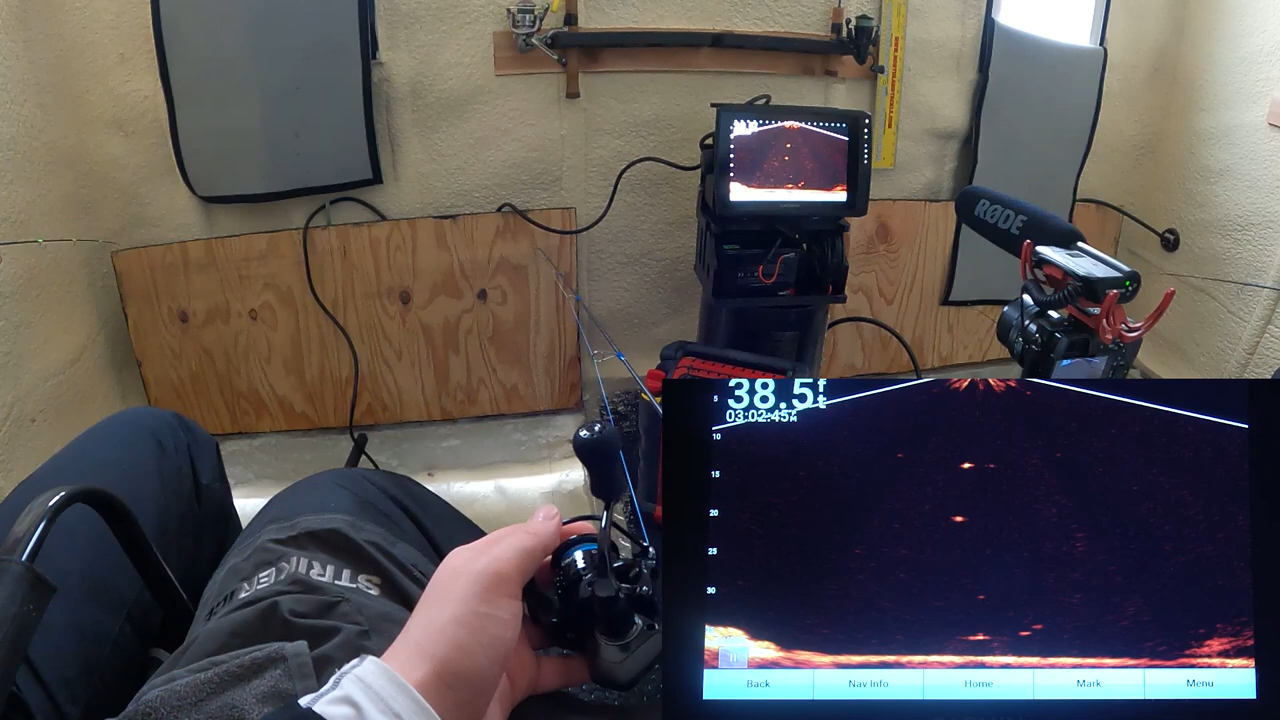 RØDE
STRIKER ICE
38.5 ft
03:02:45
5
10
15
20
25
30
Back
Nav Info
Home
Mark
Menu